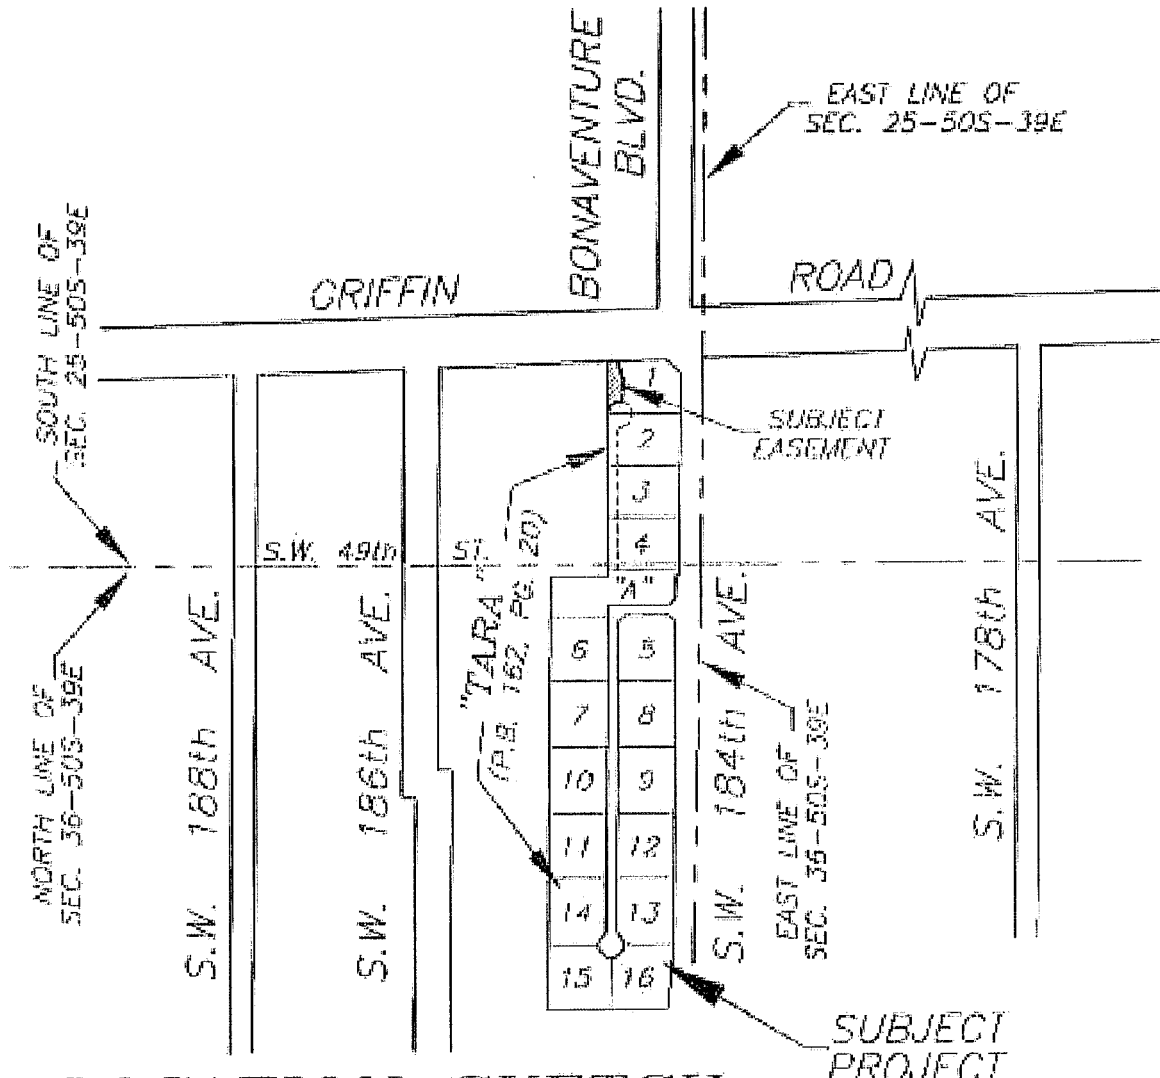 BONAVENTURE
BLVD.
EAST LINE OF
SEC. 25-50S-39E
SOUTH LINE OF
SEC. 25-50S-39E
GRIFFIN
ROAD
1
SUBJECT
EASEMENT
2
3
4
S.W. 49th ST.
"A"
"TARA"
(P.B. 162, PG. 20)
NORTH LINE OF
SEC. 36-50S-39E
S.W. 188th AVE.
S.W. 186th AVE.
6
5
7
8
10
9
11
12
14
13
15
16
S.W. 184th AVE.
EAST LINE OF
SEC. 36-50S-39E
S.W. 178th AVE.
SUBJECT
PROJECT